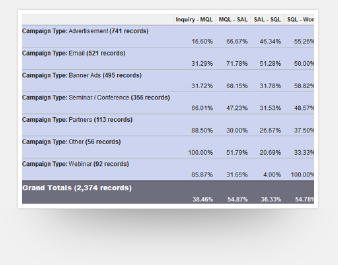 Inquiry - MQL MQL - SAL SAL - SQL SQL - Won
Campaign Type: Advertisement (741 records)
16.60% 66.67% 46.34% 55.26%
Campaign Type: Email (521 records)
31.29% 71.78% 51.28% 50.00%
Campaign Type: Banner Ads (495 records)
31.72% 68.15% 31.78% 58.82%
Campaign Type: Seminar / Conference (356 records)
66.01% 47.23% 31.53% 48.57%
Campaign Type: Partners (113 records)
88.50% 30.00% 26.67% 37.50%
Campaign Type: Other (56 records)
100.00% 51.79% 20.69% 33.33%
Campaign Type: Webinar (92 records)
85.87% 31.65% 4.00% 100.00%
Grand Totals (2,374 records)
38.46% 54.87% 36.33% 54.78%